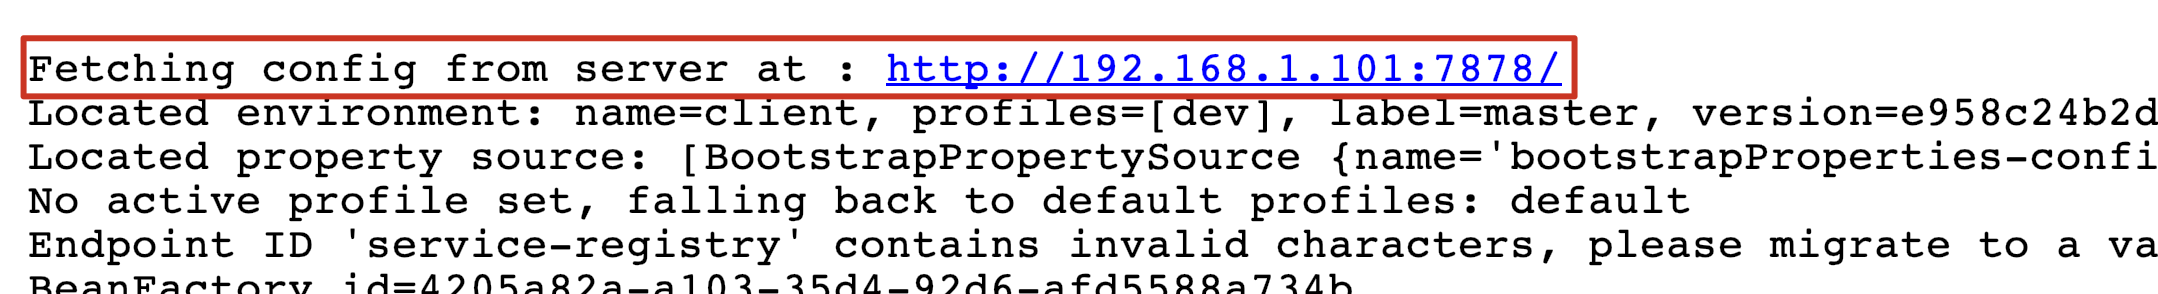 Fetching config from server at : http://192.168.1.101:7878/
Located environment: name=client, profiles=[dev], label=master, version=e958c24b2d
Located property source: [BootstrapPropertySource {name='bootstrapProperties-confi
No active profile set, falling back to default profiles: default
Endpoint ID 'service-registry' contains invalid characters, please migrate to a va
BeanFactory id=4205a82a-a103-35d4-92d6-afd5588a734b